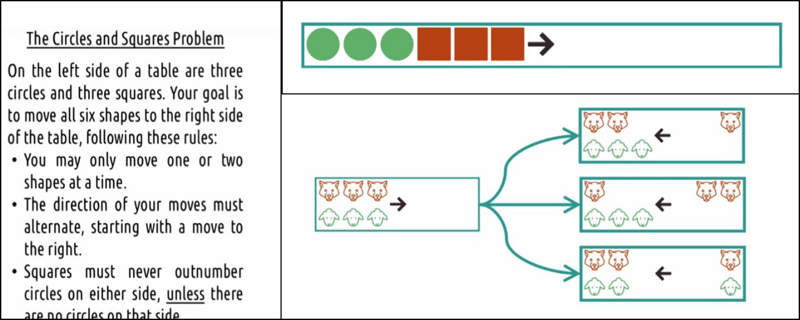 The Circles and Squares Problem
On the left side of a table are three
circles and three squares. Your goal is
to move all six shapes to the right side
of the table, following these rules:
• You may only move one or two
shapes at a time.
• The direction of your moves must
alternate, starting with a move to
the right.
• Squares must never outnumber
circles on either side, unless there
are no circles on that side.